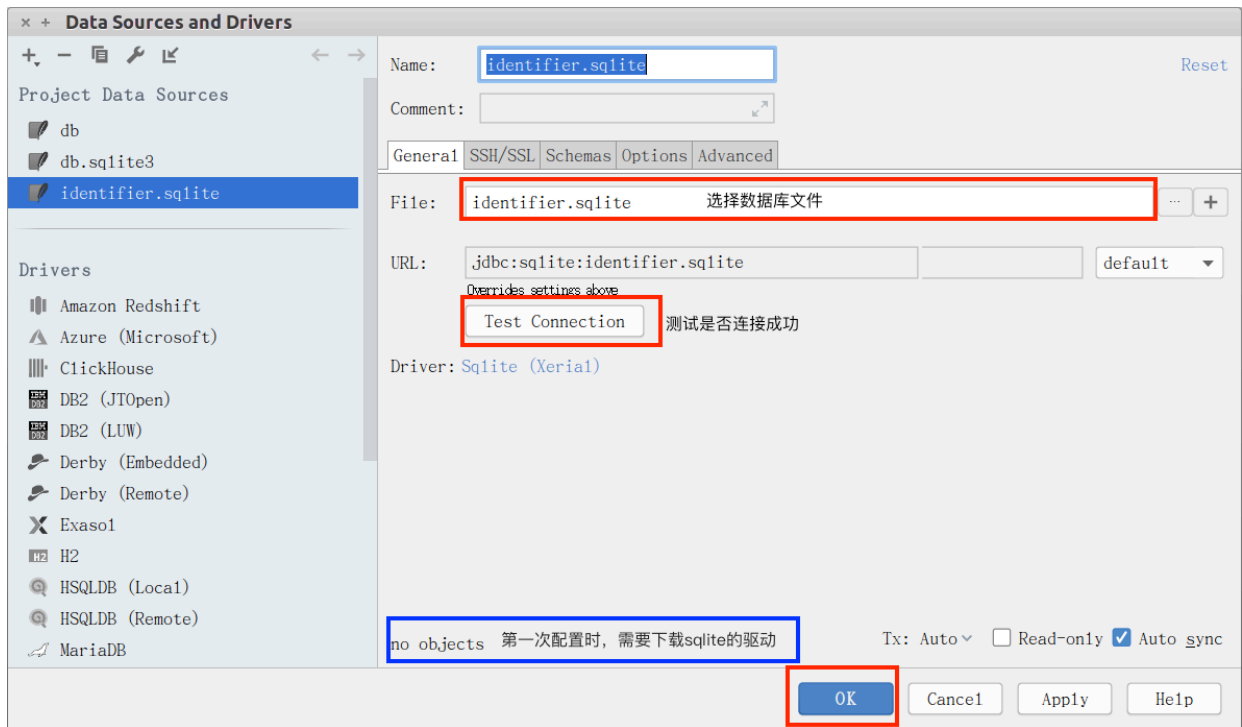 Data Sources and Drivers
Project Data Sources
db
db.sqlite3
identifier.sqlite
Drivers
Amazon Redshift
Azure (Microsoft)
ClickHouse
DB2 (JTOpen)
DB2 (LUW)
Derby (Embedded)
Derby (Remote)
Exasol
H2
HSQLDB (Local)
HSQLDB (Remote)
MariaDB
Name: identifier.sqlite Reset
Comment:
General SSH/SSL Schemas Options Advanced
File: identifier.sqlite 选择数据库文件
URL: jdbc:sqlite:identifier.sqlite default
Overrides settings above
Test Connection 测试是否连接成功
Driver: Sqlite (Xerial)
no objects 第一次配置时，需要下载sqlite的驱动 Tx: Auto Read-only Auto sync
OK Cancel Apply Help